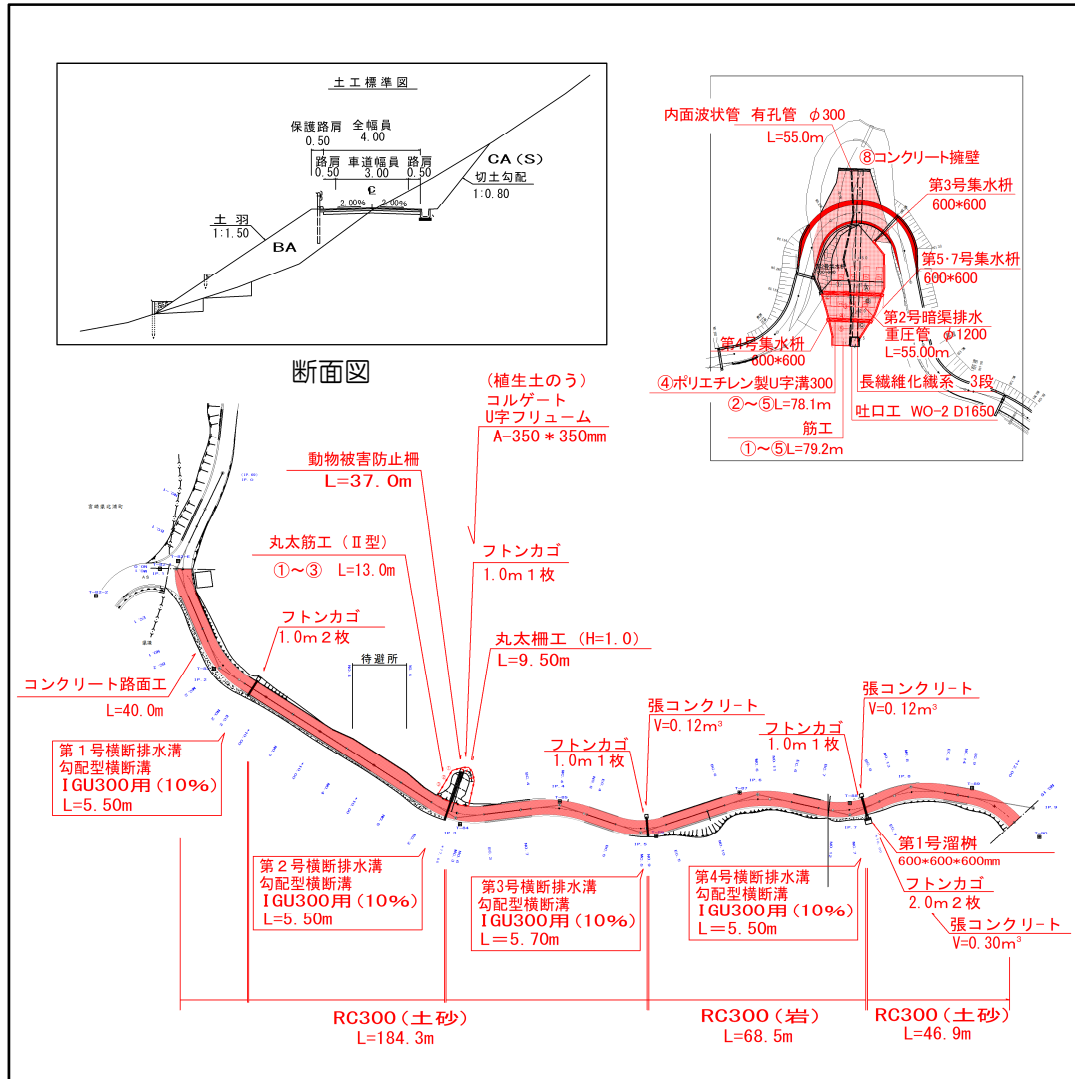 土工標準図
保護路肩 全幅員
0.50 4.00
路肩 車道幅員 路肩
0.50 3.00 0.50
2.00% 2.00%
CA(S)
切土勾配
1:0.80
土羽
1:1.50
BA
断面図
内面波状管 有孔管 φ300
L=55.0m
⑧コンクリート擁壁
第3号集水枡
600*600
第5･7号集水枡
600*600
第2号暗渠排水
重圧管 φ1200
L=55.00m
第4号集水枡
600*600
長繊維化繊系 3段
④ポリエチレン製U字溝300
②～⑤L=78.1m
吐口工 WO-2 D1650
筋工
①～⑤L=79.2m
(植生土のう)
コルゲート
U字フリューム
A-350*350mm
動物被害防止柵
L=37.0m
丸太筋工 (Ⅱ型)
①～③ L=13.0m
フトンカゴ
1.0m 1枚
フトンカゴ
1.0m 2枚
丸太柵工 (H=1.0)
L=9.50m
待避所
コンクリート路面工
L=40.0m
張コンクリート
V=0.12m³
張コンクリート
V=0.12m³
フトンカゴ
1.0m 1枚
フトンカゴ
1.0m 1枚
第1号横断排水溝
勾配型横断溝
IGU300用(10%)
L=5.50m
第2号横断排水溝
勾配型横断溝
IGU300用(10%)
L=5.50m
第3号横断排水溝
勾配型横断溝
IGU300用(10%)
L=5.70m
第4号横断排水溝
勾配型横断溝
IGU300用(10%)
L=5.50m
第1号溜桝
600*600*600mm
フトンカゴ
2.0m 2枚
張コンクリート
V=0.30m³
RC300(土砂)
L=184.3m
RC300(岩)
L=68.5m
RC300(土砂)
L=46.9m